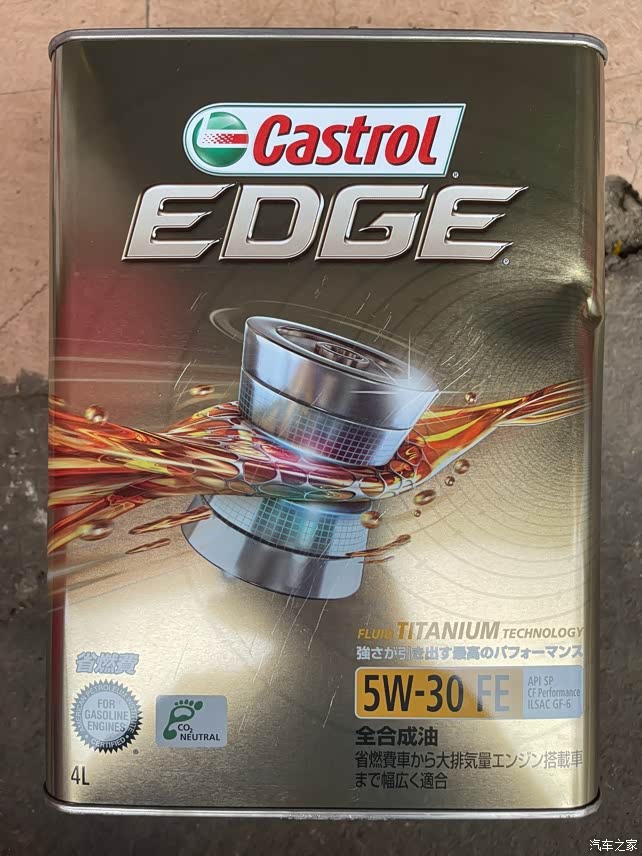 Castrol
EDGE
FLUID TITANIUM TECHNOLOGY
強さが引き出す最高のパフォーマンス
5W-30 FE
API SP
CF Performance
ILSAC GF-6
省燃費
FOR
GASOLINE
ENGINES
CERTIFIED
CO2
NEUTRAL
全合成油
省燃費車から大排気量エンジン搭載車
まで幅広く適合
4L
汽车之家